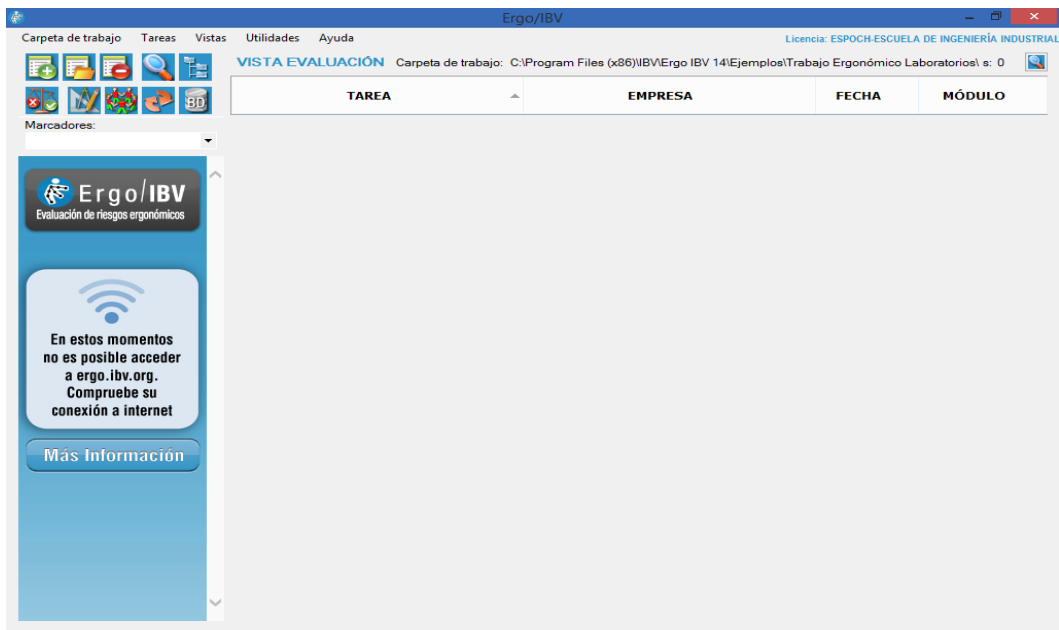 Ergo/IBV
Carpeta de trabajo Tareas Vistas Utilidades Ayuda
Licencia: ESPOCH-ESCUELA DE INGENIERÍA INDUSTRIAL
VISTA EVALUACIÓN Carpeta de trabajo: C:\Program Files (x86)\IBV\Ergo IBV 14\Ejemplos\Trabajo Ergonómico Laboratorios\ s: 0
BD
TAREA EMPRESA FECHA MÓDULO
Marcadores:
Ergo/IBV
Evaluación de riesgos ergonómicos
En estos momentos
no es posible acceder
a ergo.ibv.org.
Compruebe su
conexión a internet
Más Información